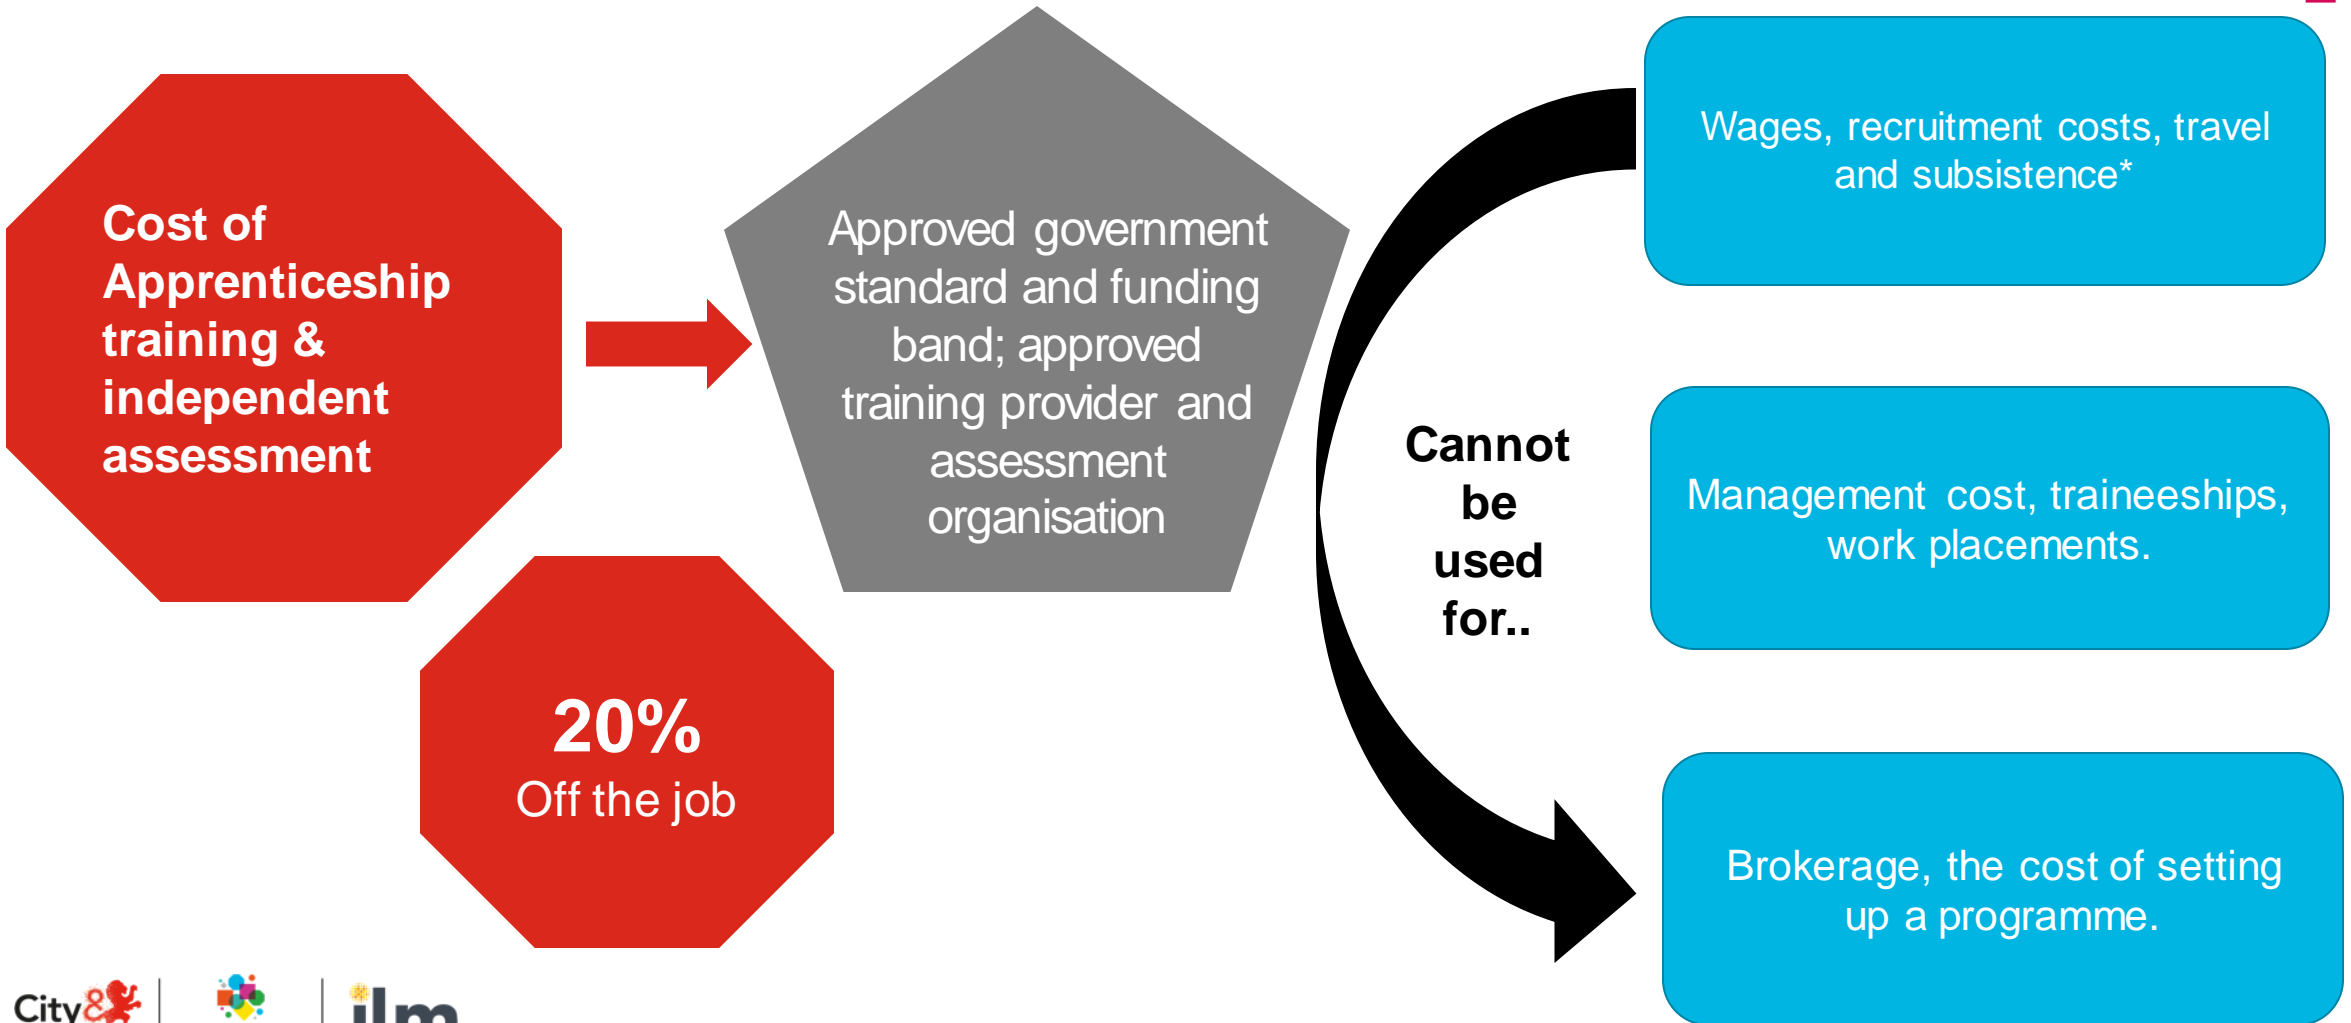 Cost of
Apprenticeship
training &
independent
assessment
20%
Off the job
Approved government
standard and funding
band; approved
training provider and
assessment
organisation
Cannot
be
used
for..
Wages, recruitment costs, travel
and subsistence*
Management cost, traineeships,
work placements.
Brokerage, the cost of setting
up a programme.
City&
ilm